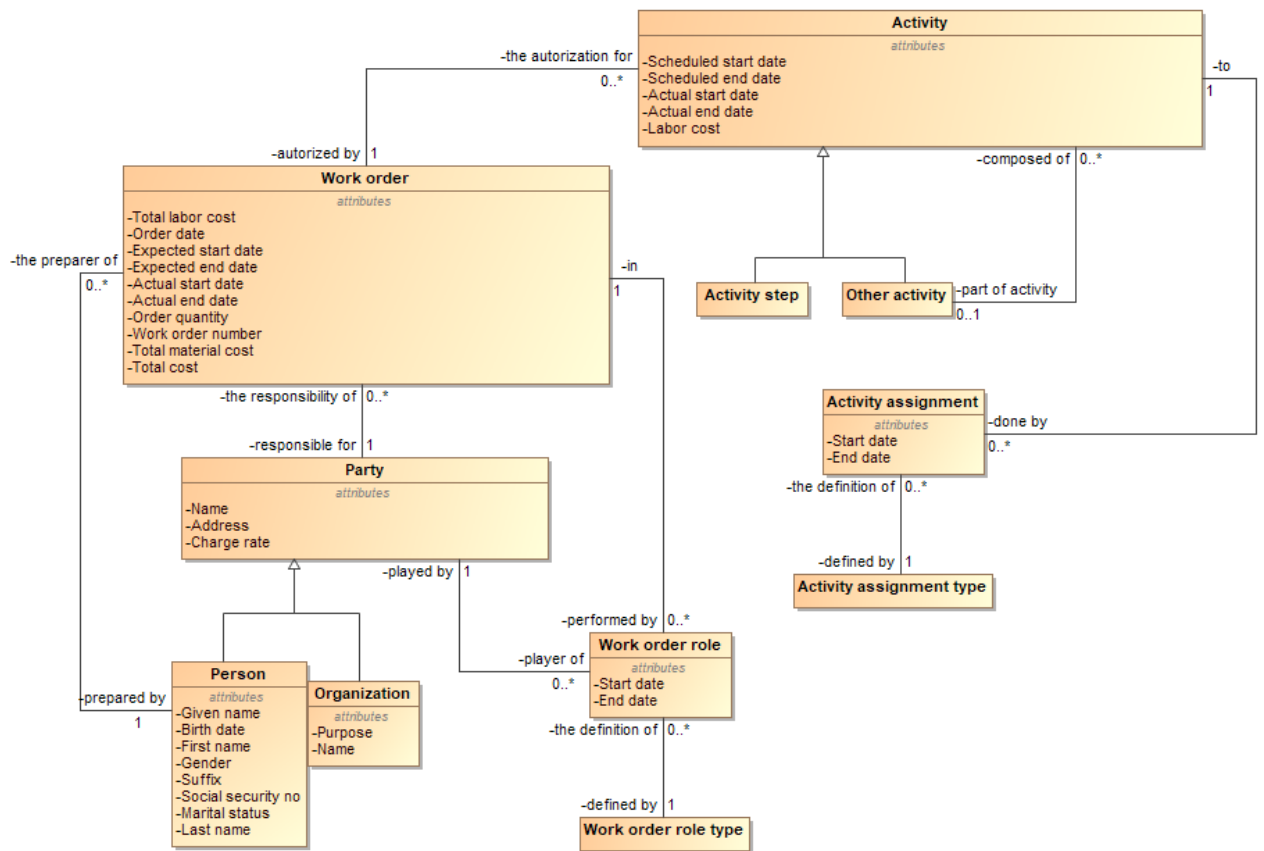 Activity
attributes
-Scheduled start date
-Scheduled end date
-Actual start date
-Actual end date
-Labor cost
-the autorization for
0..*
-to
1
-autorized by
1
-composed of
0..*
Work order
attributes
-Total labor cost
-Order date
-Expected start date
-Expected end date
-Actual start date
-Actual end date
-Order quantity
-Work order number
-Total material cost
-Total cost
-the preparer of
0..*
-in
1
Activity step
Other activity
-part of activity
0..1
-the responsibility of
0..*
-responsible for
1
Activity assignment
attributes
-Start date
-End date
-done by
0..*
-the definition of
0..*
Party
attributes
-Name
-Address
-Charge rate
-played by
1
-defined by
1
Activity assignment type
-performed by
0..*
-player of
0..*
Work order role
attributes
-Start date
-End date
-prepared by
1
Person
attributes
-Given name
-Birth date
-First name
-Gender
-Suffix
-Social security no
-Marital status
-Last name
Organization
attributes
-Purpose
-Name
-the definition of
0..*
-defined by
1
Work order role type